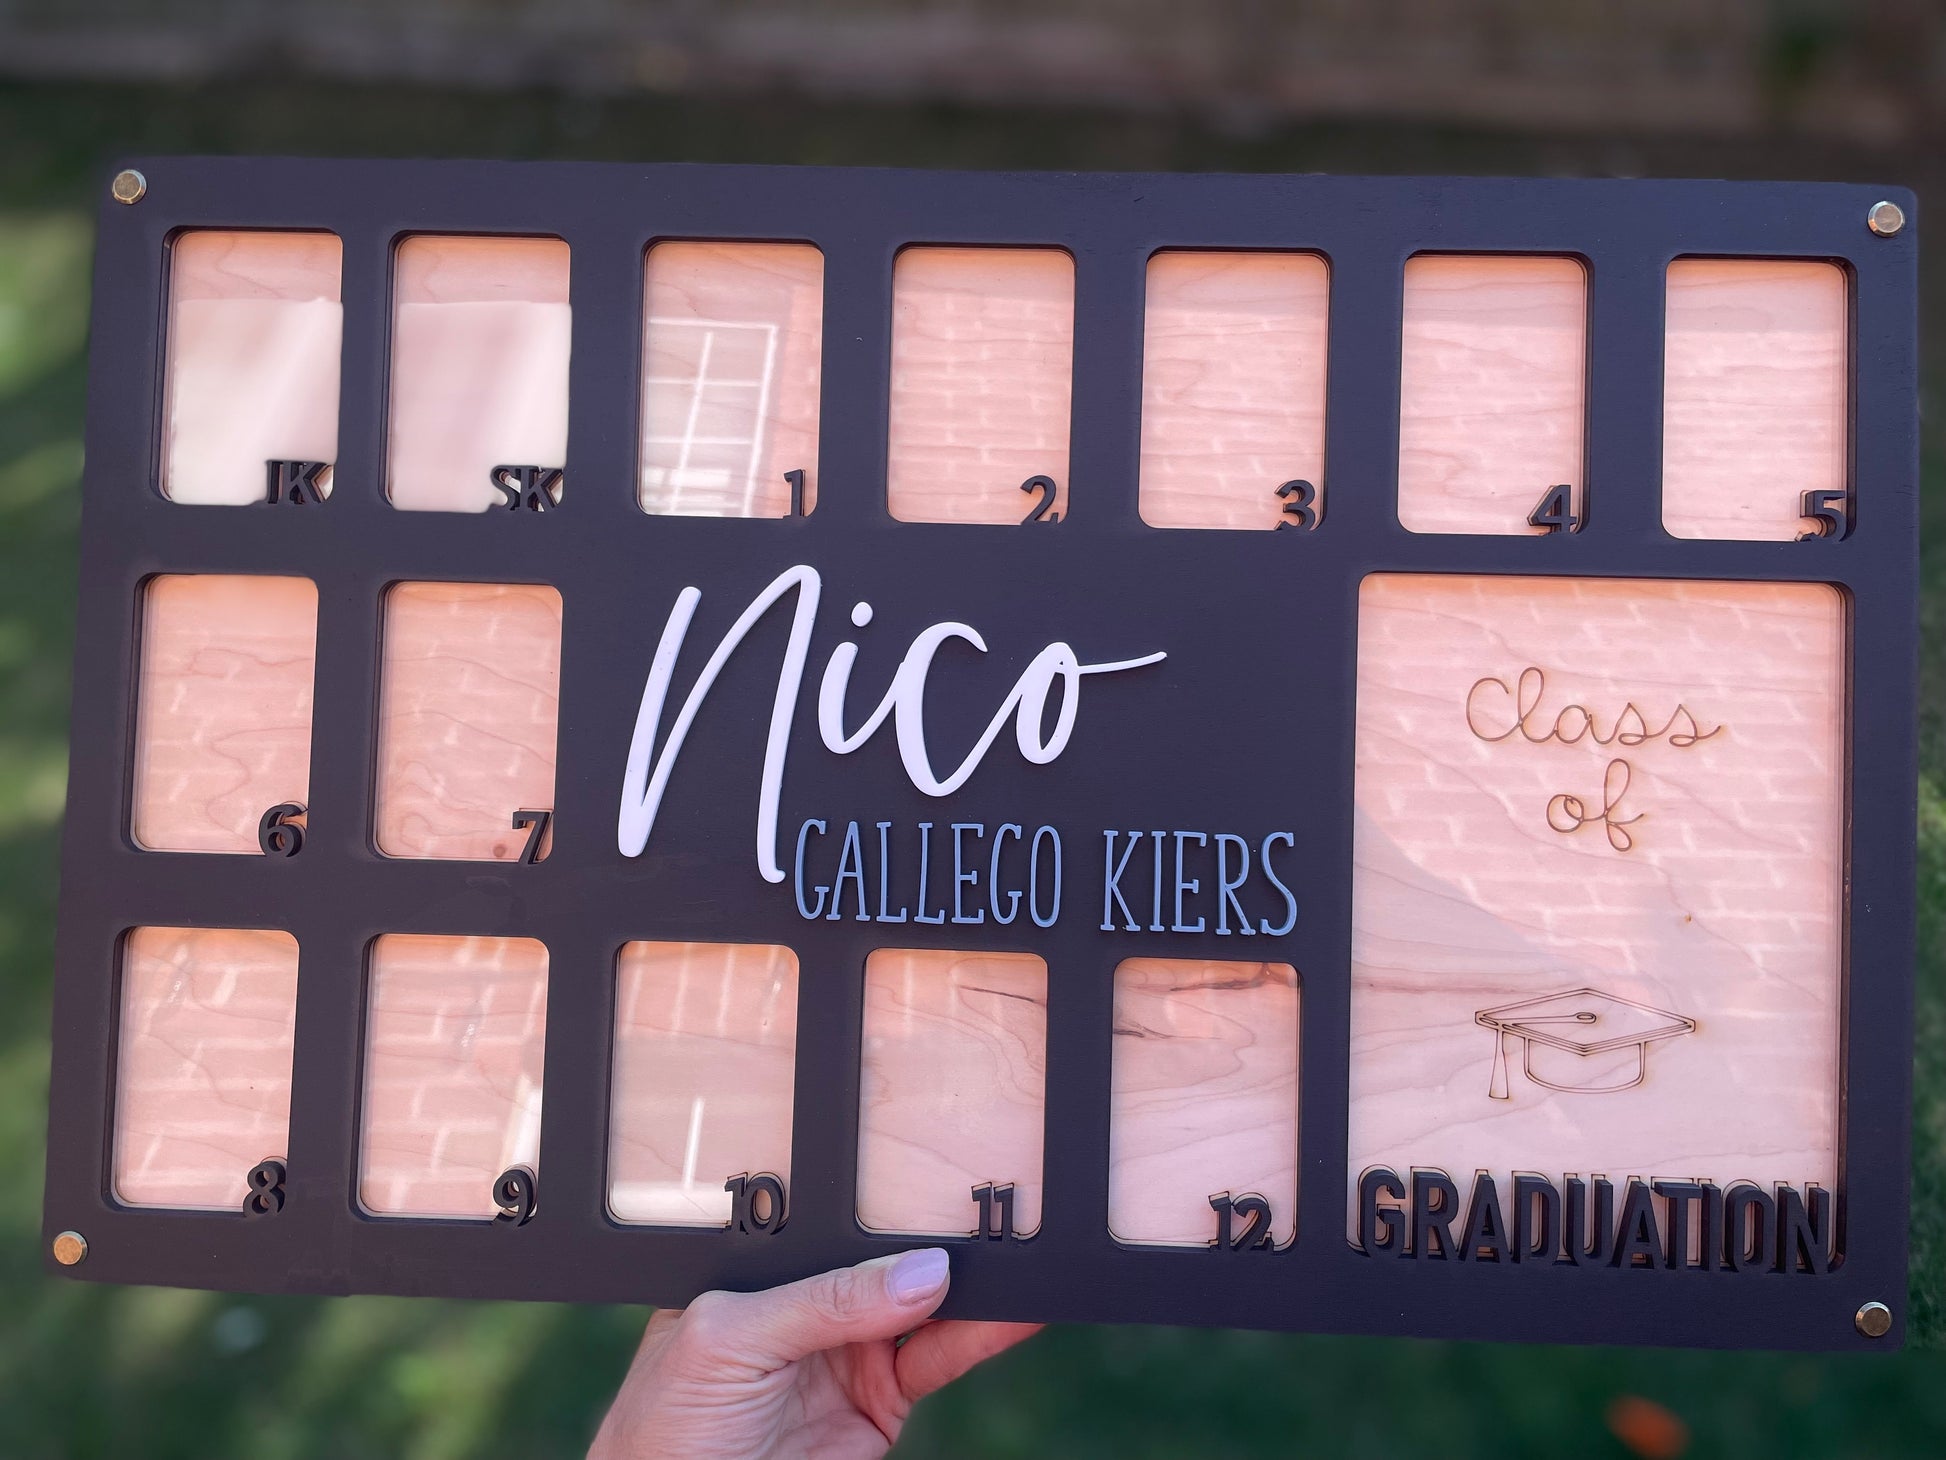 JK SK 1 2 3 4 5
6 7
Nico
GALLEGO KIERS
Class
of
8 9 10 11 12
GRADUATION